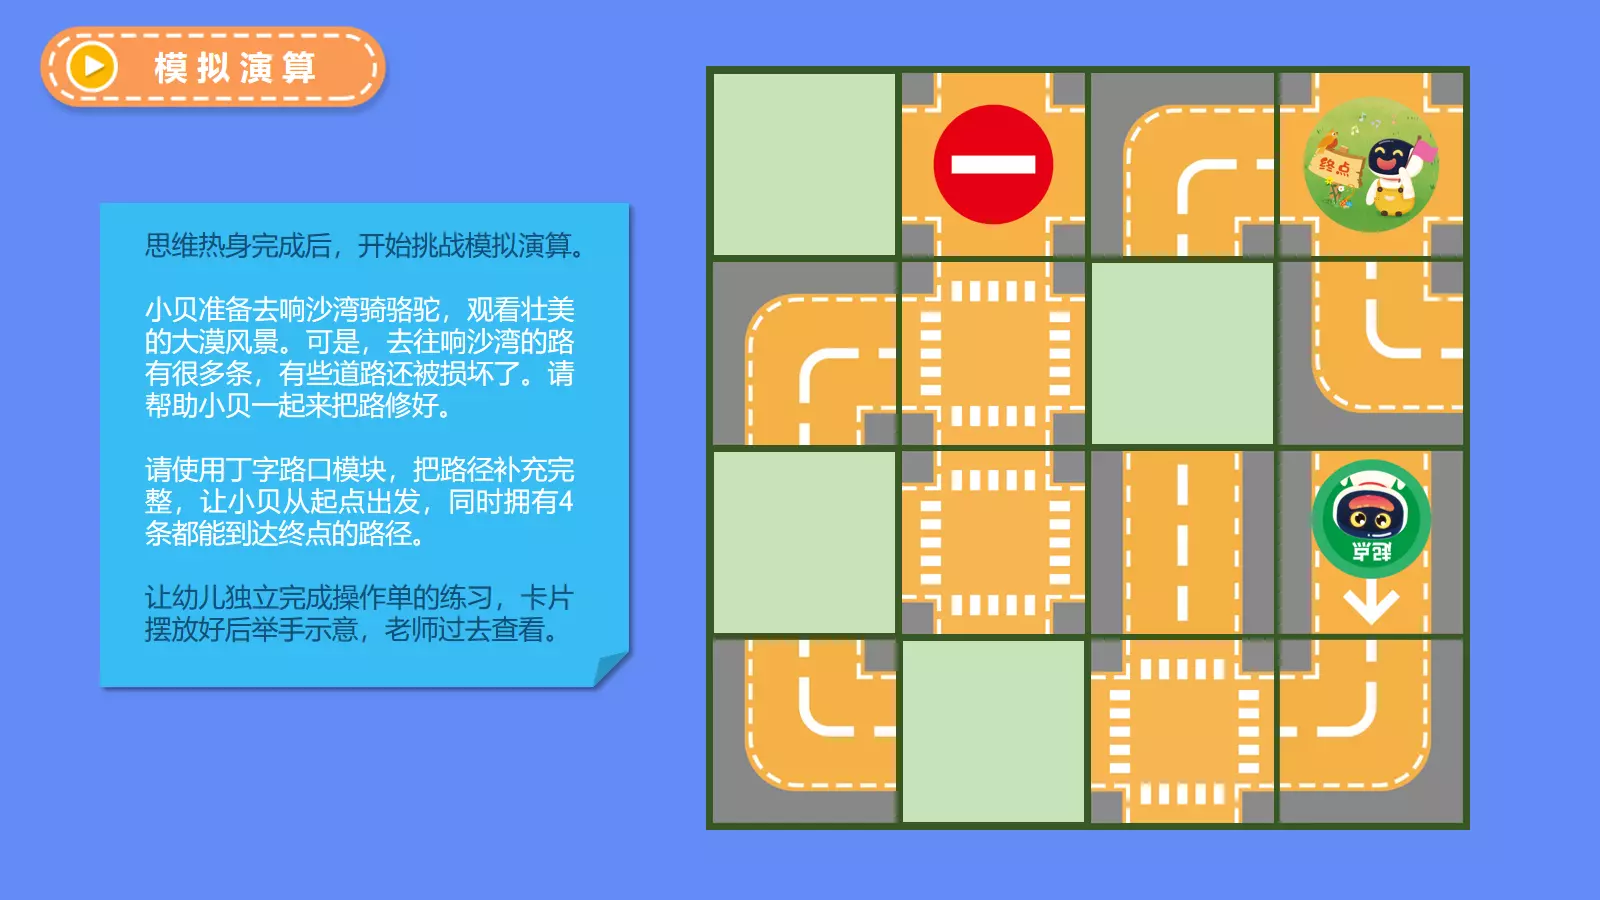 模拟演算
思维热身完成后，开始挑战模拟演算。
小贝准备去响沙湾骑骆驼，观看壮美
的大漠风景。可是，去往响沙湾的路
有很多条，有些道路还被损坏了。请
帮助小贝一起来把路修好。
请使用丁字路口模块，把路径补充完
整，让小贝从起点出发，同时拥有4
条都能到达终点的路径。
让幼儿独立完成操作单的练习，卡片
摆放好后举手示意，老师过去查看。
终点
起点